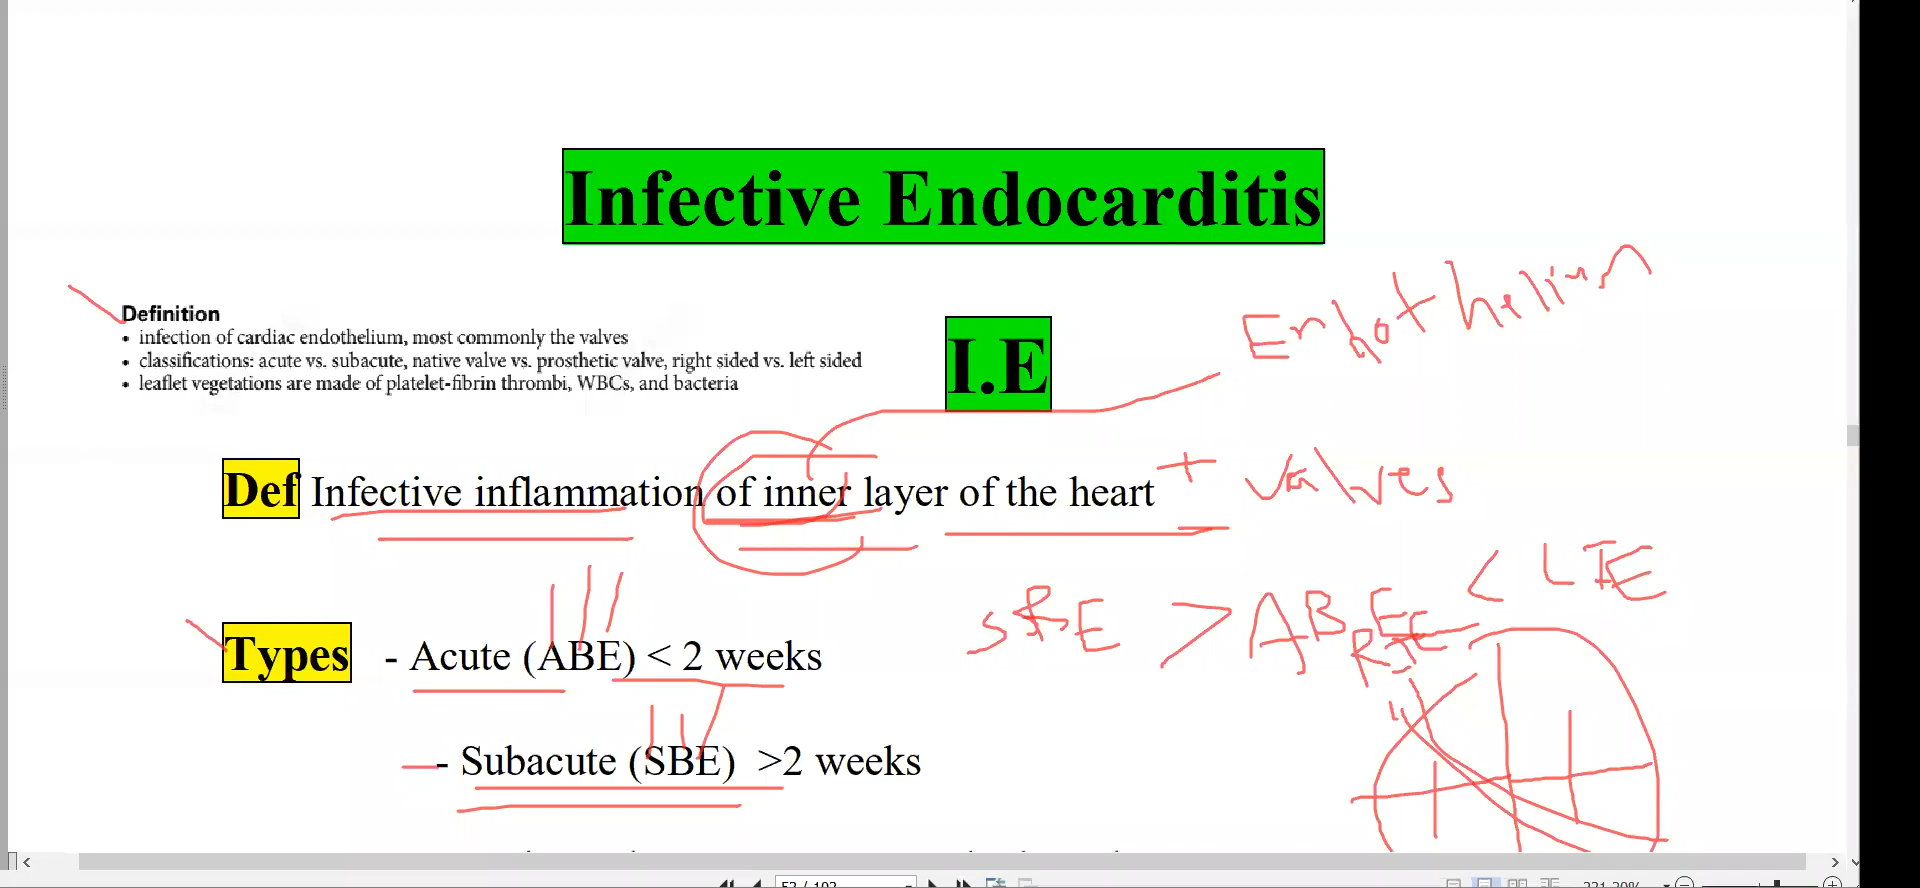 Infective Endocarditis
Definition
• infection of cardiac endothelium, most commonly the valves
• classifications: acute vs. subacute, native valve vs. prosthetic valve, right sided vs. left sided
• leaflet vegetations are made of platelet-fibrin thrombi, WBCs, and bacteria
I.E
Endothelium
Def Infective inflammation of inner layer of the heart + valves
SBE > ABE < LIE
RIE
Types - Acute (ABE) < 2 weeks
- Subacute (SBE) >2 weeks